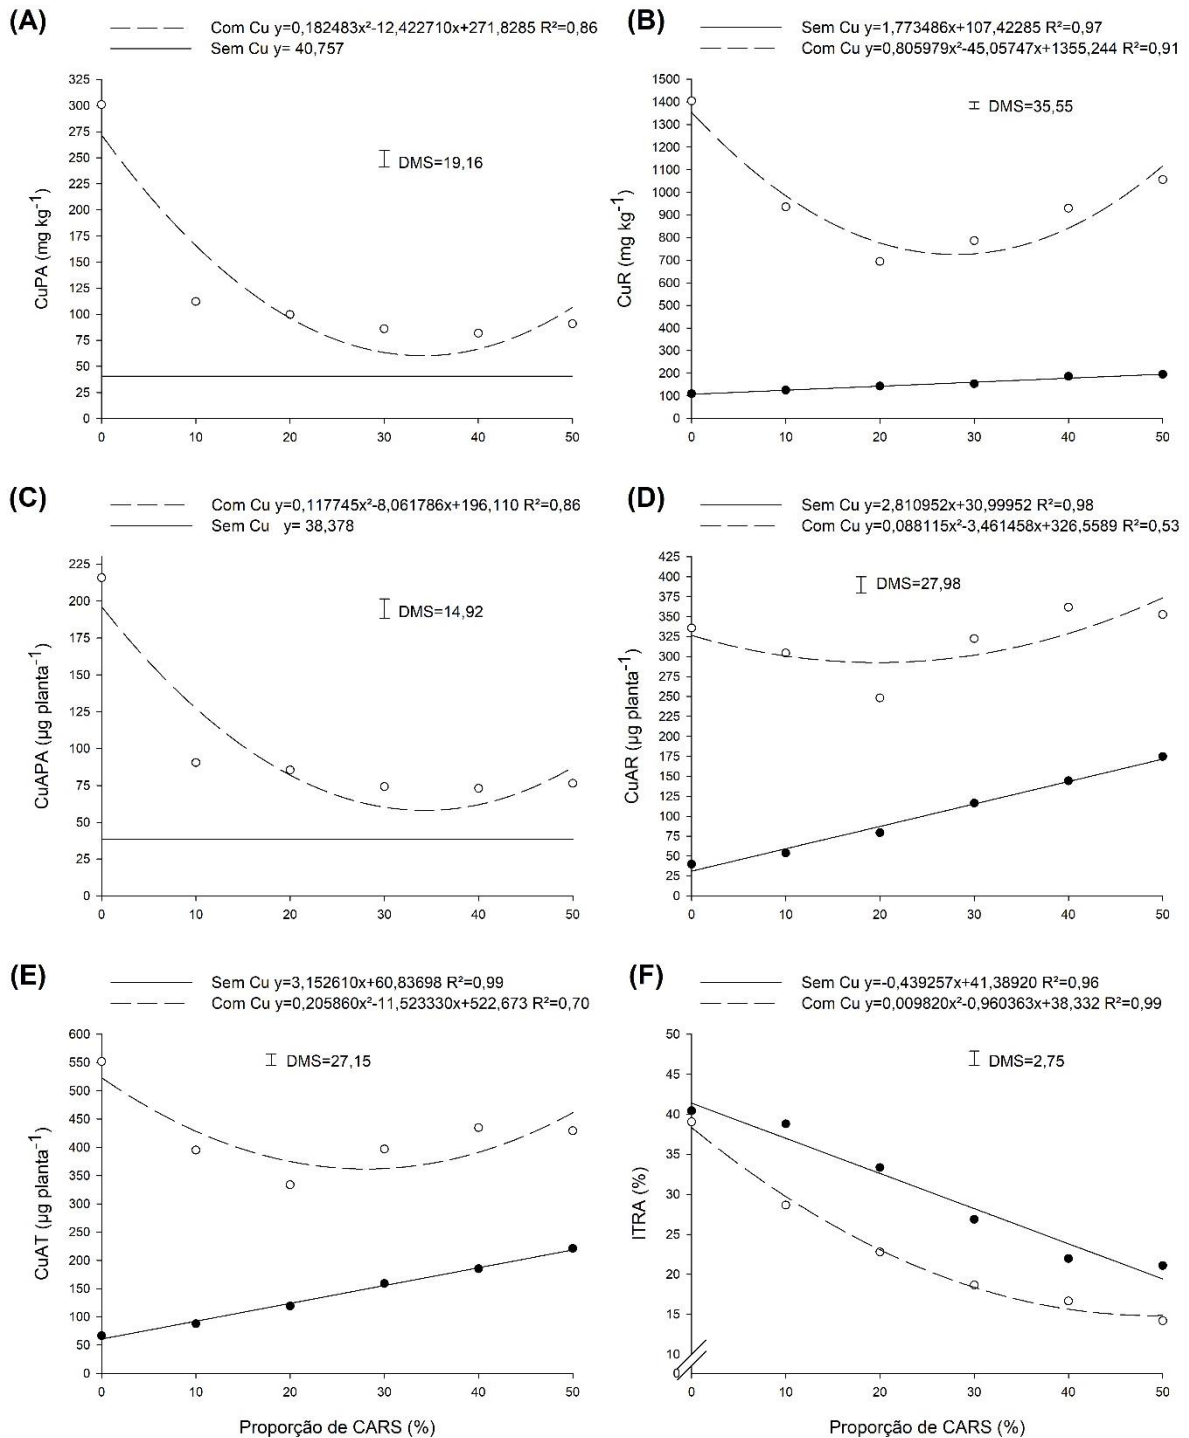 (A)
Com Cu y=0,182483x²-12,422710x+271,8285 R²=0,86
Sem Cu y= 40,757
325
300
275
250
225
200
175
150
125
100
75
50
25
0
CuPA (mg kg⁻¹)
DMS=19,16
0 10 20 30 40 50
(B)
Sem Cu y=1,773486x+107,42285 R²=0,97
Com Cu y=0,805979x²-45,05747x+1355,244 R²=0,91
1500
1400
1300
1200
1100
1000
900
800
700
600
500
400
300
200
100
0
CuR (mg kg⁻¹)
DMS=35,55
0 10 20 30 40 50
(C)
Com Cu y=0,117745x²-8,061786x+196,110 R²=0,86
Sem Cu y= 38,378
225
200
175
150
125
100
75
50
25
0
CuAPA (µg planta⁻¹)
DMS=14,92
0 10 20 30 40 50
(D)
Sem Cu y=2,810952x+30,99952 R²=0,98
Com Cu y=0,088115x²-3,461458x+326,5589 R²=0,53
425
400
375
350
325
300
275
250
225
200
175
150
125
100
75
50
25
0
CuAR (µg planta⁻¹)
DMS=27,98
0 10 20 30 40 50
(E)
Sem Cu y=3,152610x+60,83698 R²=0,99
Com Cu y=0,205860x²-11,523330x+522,673 R²=0,70
600
550
500
450
400
350
300
250
200
150
100
50
0
CuAT (µg planta⁻¹)
DMS=27,15
0 10 20 30 40 50
Proporção de CARS (%)
(F)
Sem Cu y=-0,439257x+41,38920 R²=0,96
Com Cu y=0,009820x²-0,960363x+38,332 R²=0,99
50
45
40
35
30
25
20
15
10
0
ITRA (%)
DMS=2,75
0 10 20 30 40 50
Proporção de CARS (%)